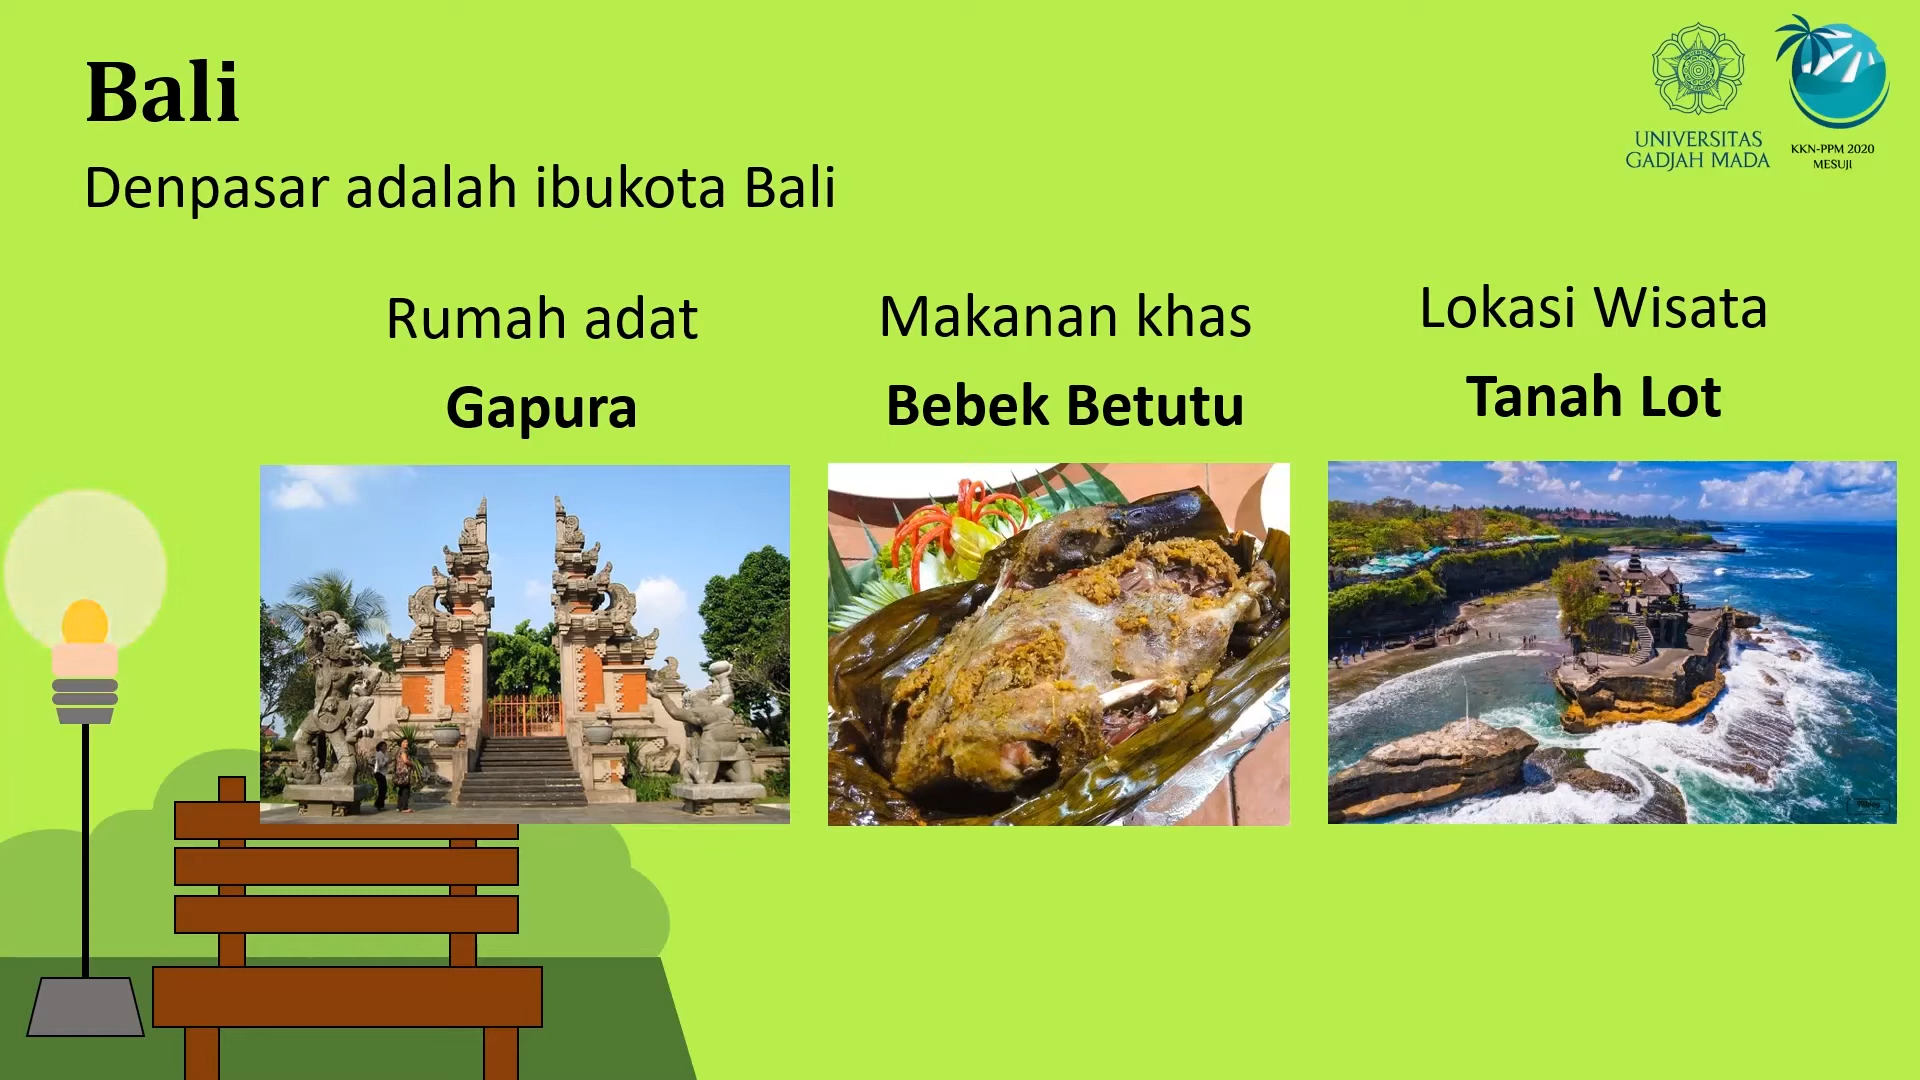 Bali
Denpasar adalah ibukota Bali
UNIVERSITAS
GADJAH MADA
KKN-PPM 2020
MESUJI
Rumah adat
Gapura
Makanan khas
Bebek Betutu
Lokasi Wisata
Tanah Lot